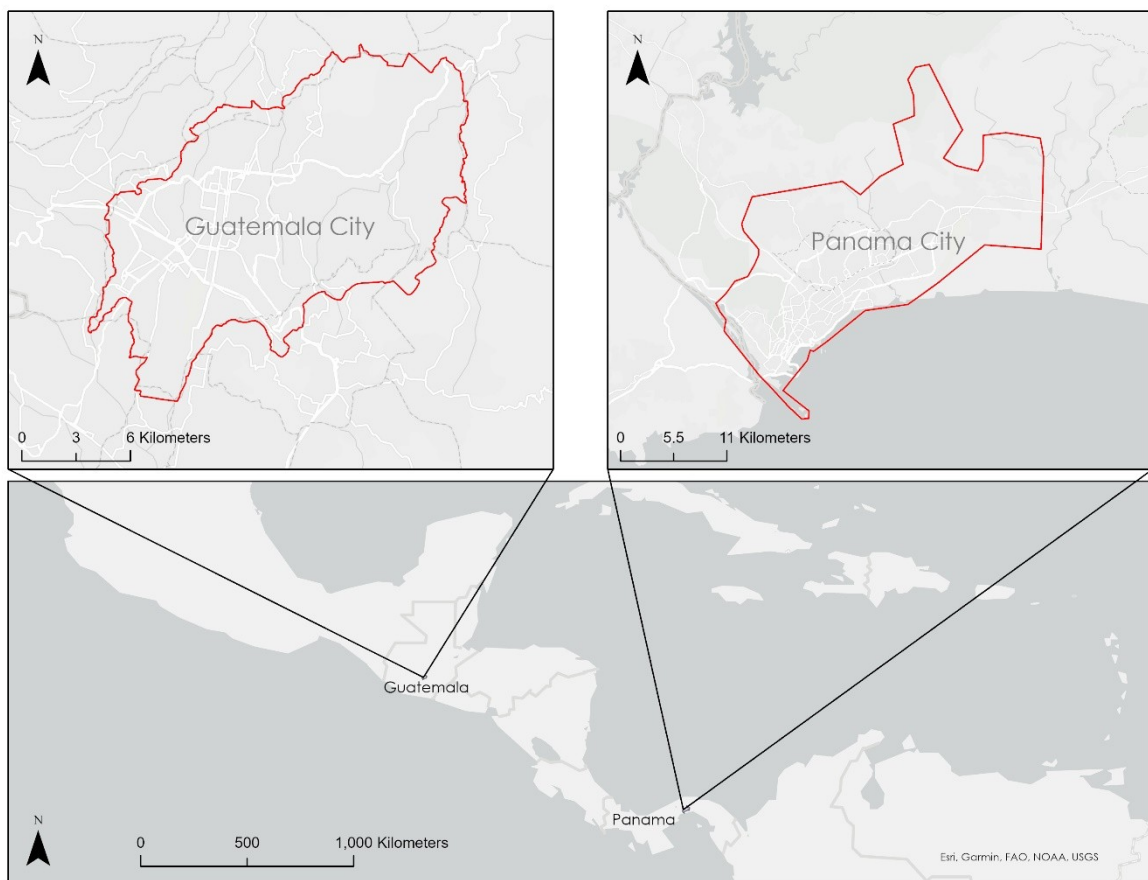 N
Guatemala City
0 3 6 Kilometers
N
Panama City
0 5.5 11 Kilometers
Guatemala
Panama
N
0 500 1,000 Kilometers
Esri, Garmin, FAO, NOAA, USGS